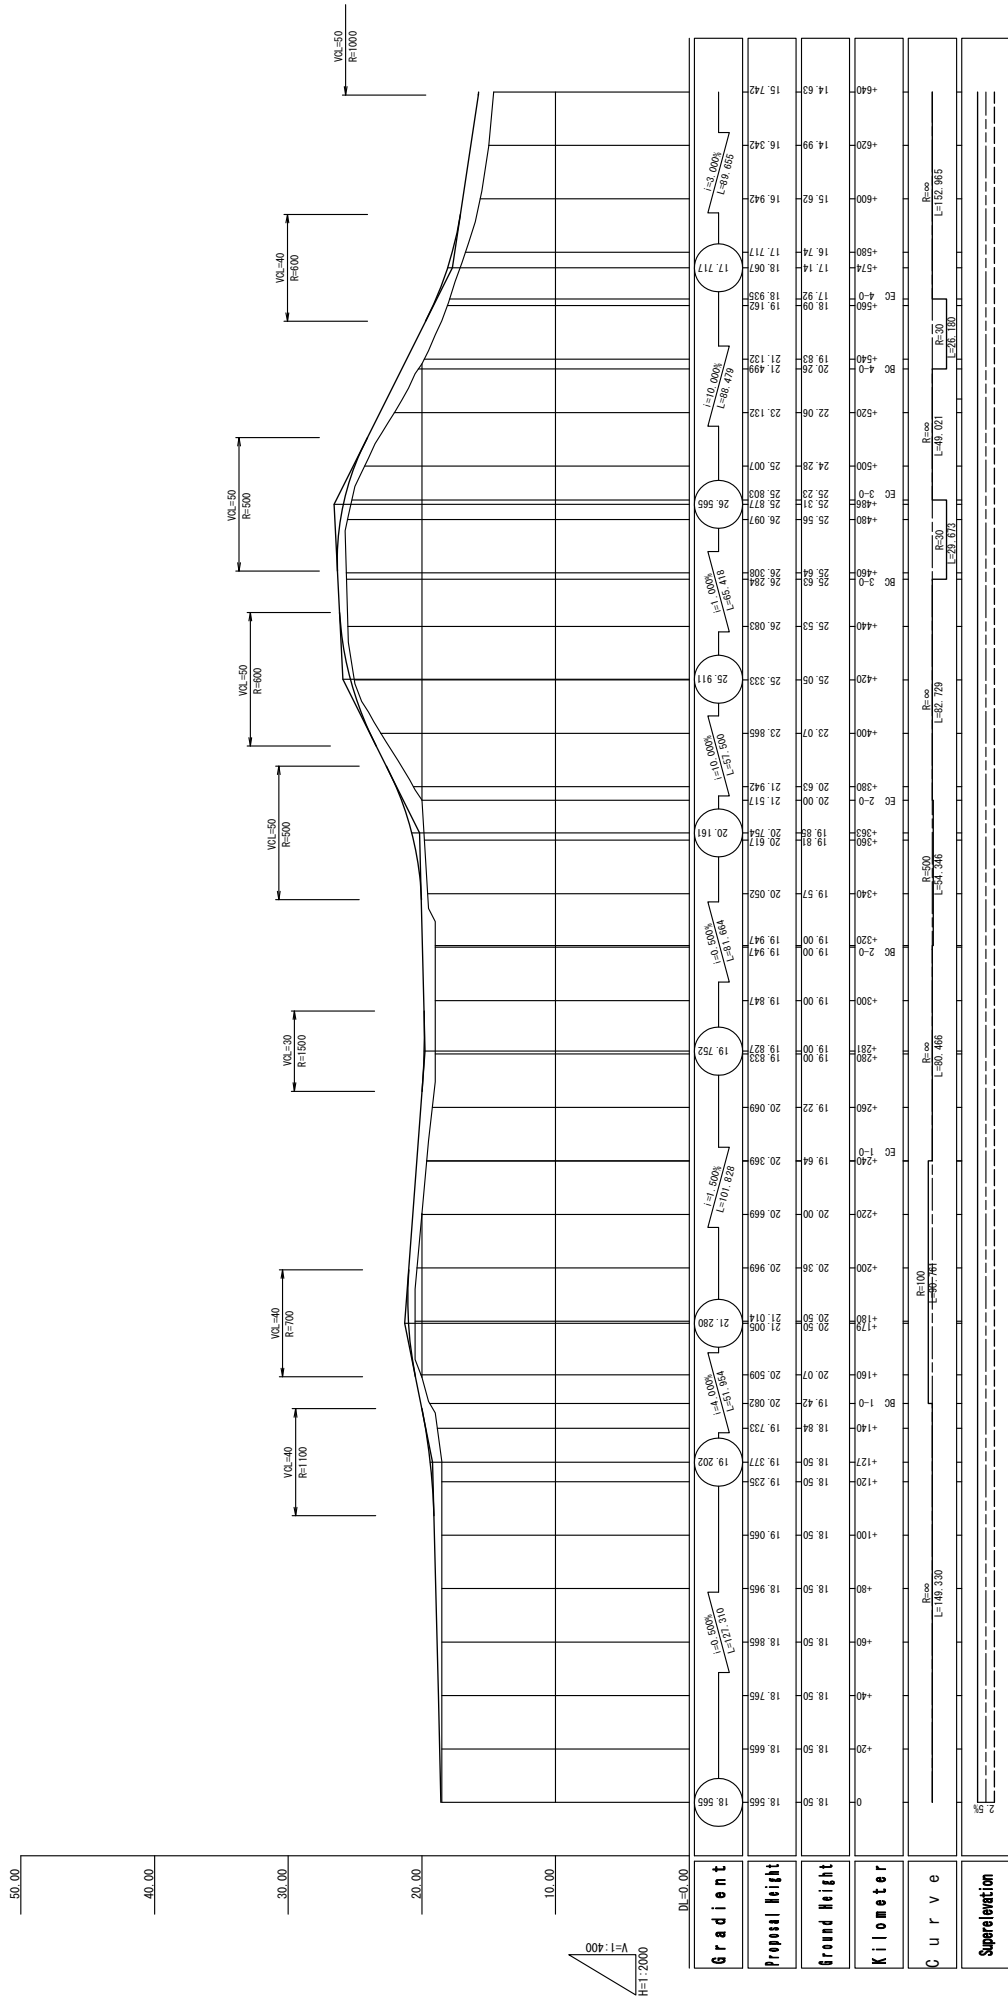 50.00
40.00
30.00
20.00
10.00
DL=0.00
V=1:400
H=1:2000
VCL=40
R=1100
VCL=40
R=700
VCL=30
R=1500
VCL=50
R=500
VCL=50
R=600
VCL=50
R=500
VCL=40
R=600
VCL=50
R=1000
Gradient
18.565
i=0.500%
L=127.310
19.202
i=4.000%
L=51.954
21.280
i=1.500%
L=101.828
19.752
i=0.500%
L=81.664
20.161
i=10.000%
L=57.500
25.911
i=1.000%
L=65.418
26.565
i=10.000%
L=88.479
17.717
i=3.000%
L=89.655
Proposal Height
18.565
18.665
18.765
18.865
18.965
19.065
19.235
19.377
19.733
20.082
20.509
21.005
21.014
20.969
20.669
20.369
20.069
19.833
19.827
19.847
19.947
19.947
20.052
20.617
20.754
21.517
21.942
23.865
25.333
26.083
26.284
26.308
26.097
25.877
25.803
25.007
23.132
21.499
21.132
19.162
18.935
18.067
17.717
16.942
16.342
15.742
Ground Height
18.50
18.50
18.50
18.50
18.50
18.50
18.50
18.50
18.84
19.42
20.07
20.50
20.50
20.36
20.00
19.64
19.22
19.00
19.00
19.00
19.00
19.00
19.57
19.81
19.85
20.00
20.63
23.07
25.05
25.53
25.63
25.64
25.56
25.31
25.23
24.28
22.06
20.26
19.83
18.09
17.92
17.14
16.74
15.62
14.99
14.63
Kilometer
0
+20
+40
+60
+80
+100
+120
+127
+140
BC 1-0
+160
+179
+180
+200
+220
+240
EC 1-0
+260
+280
+281
+300
BC 2-0
+320
+340
+360
+363
EC 2-0
+380
+400
+420
+440
BC 3-0
+460
+480
+486
EC 3-0
+500
+520
BC 4-0
+540
+560
EC 4-0
+574
+580
+600
+620
+640
Curve
R=∞
L=149.330
R=100
L=90.761
R=∞
L=80.466
R=500
L=54.346
R=∞
L=82.729
R=30
L=29.673
R=∞
L=49.021
R=30
L=26.180
R=∞
L=152.965
Superelevation
2.5%